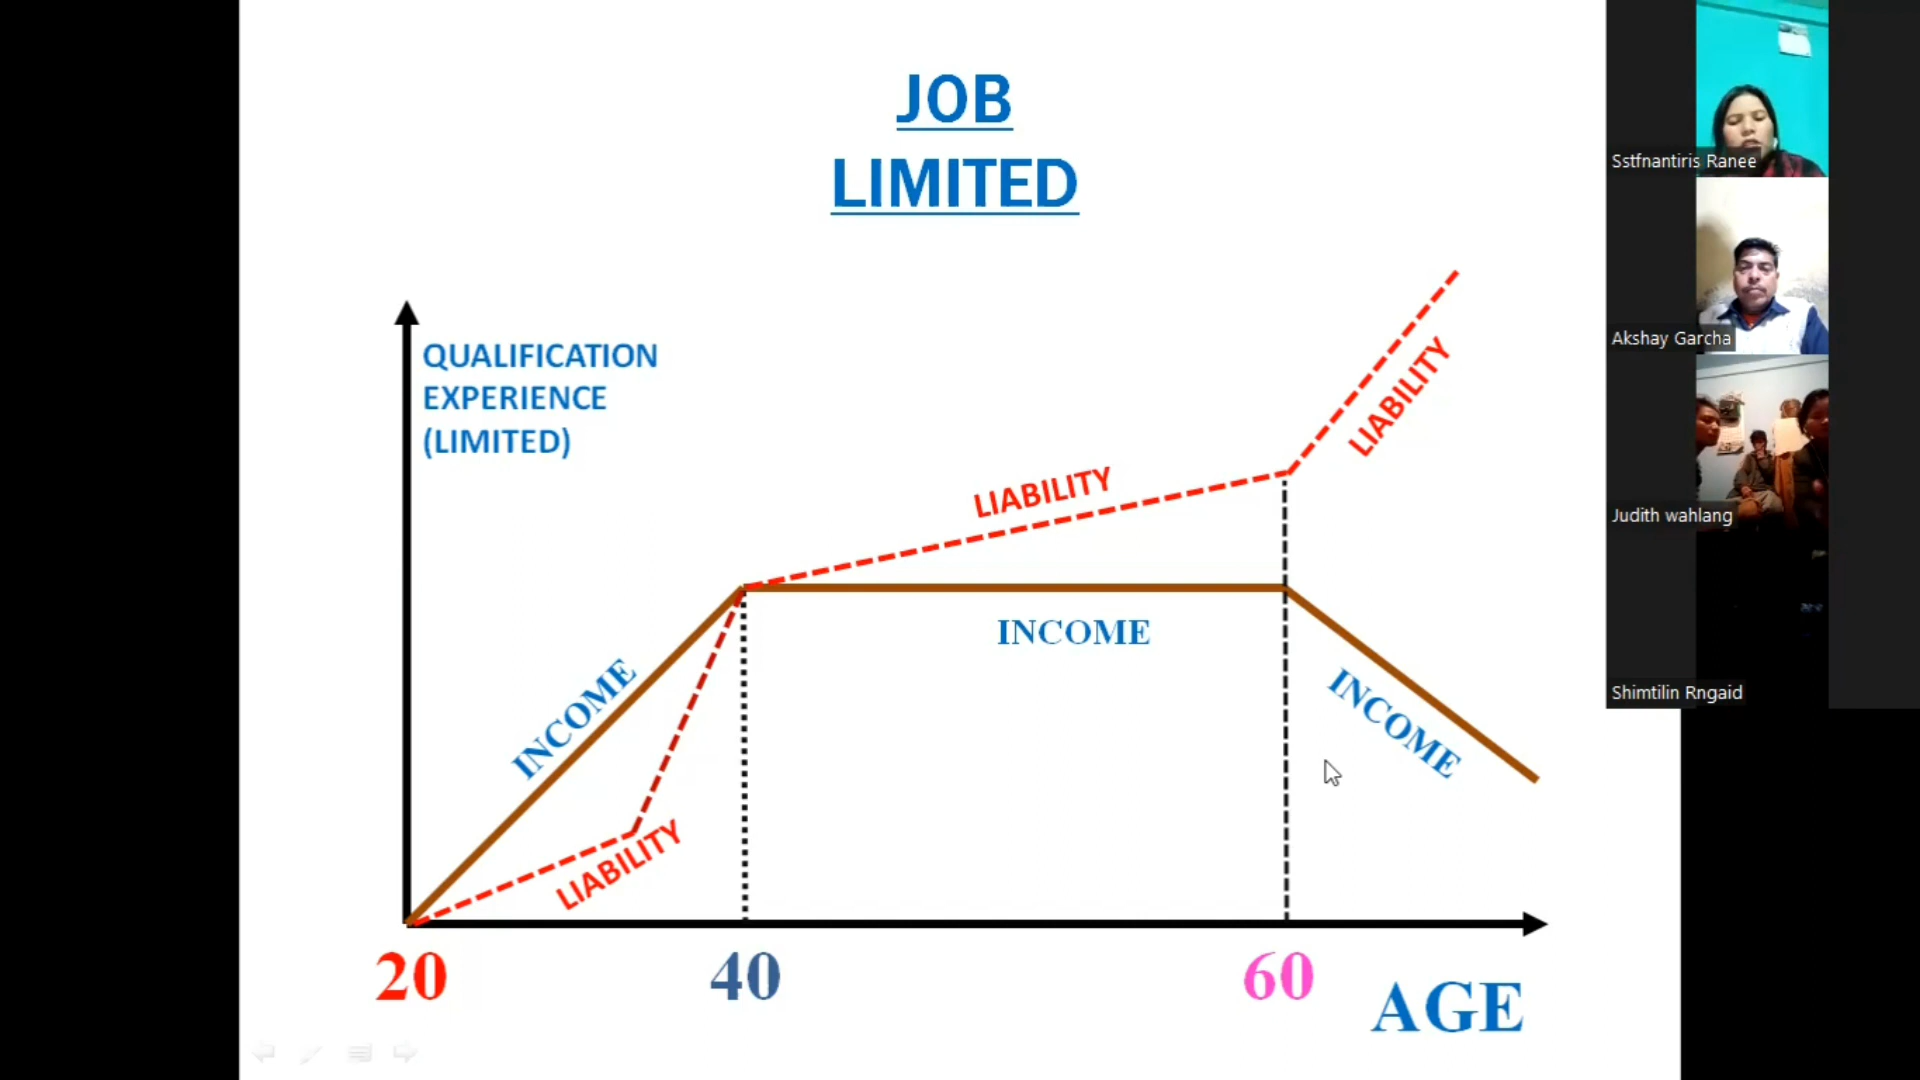 JOB
LIMITED
QUALIFICATION
EXPERIENCE
(LIMITED)
LIABILITY
LIABILITY
INCOME
INCOME
INCOME
LIABILITY
20
40
60
AGE
Sstfnantiris Ranee
Akshay Garcha
Judith wahlang
Shimtilin Rngaid